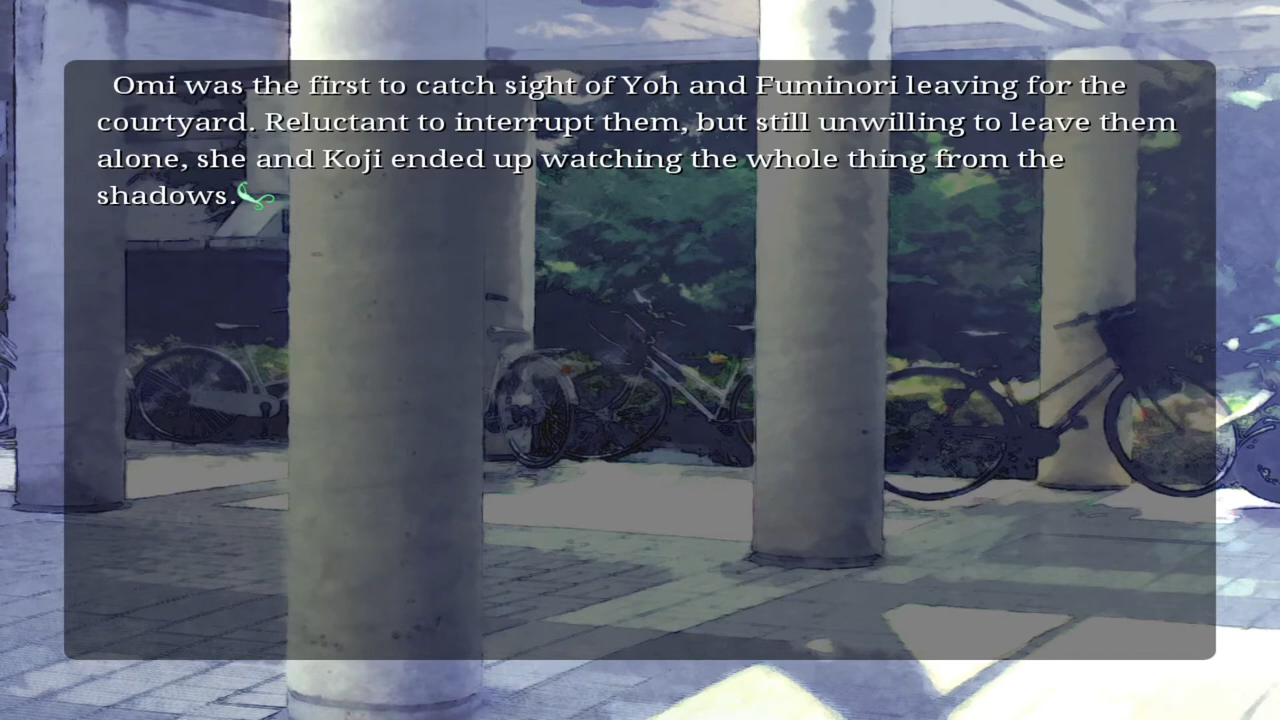 Omi was the first to catch sight of Yoh and Fuminori leaving for the
courtyard. Reluctant to interrupt them, but still unwilling to leave them
alone, she and Koji ended up watching the whole thing from the
shadows.